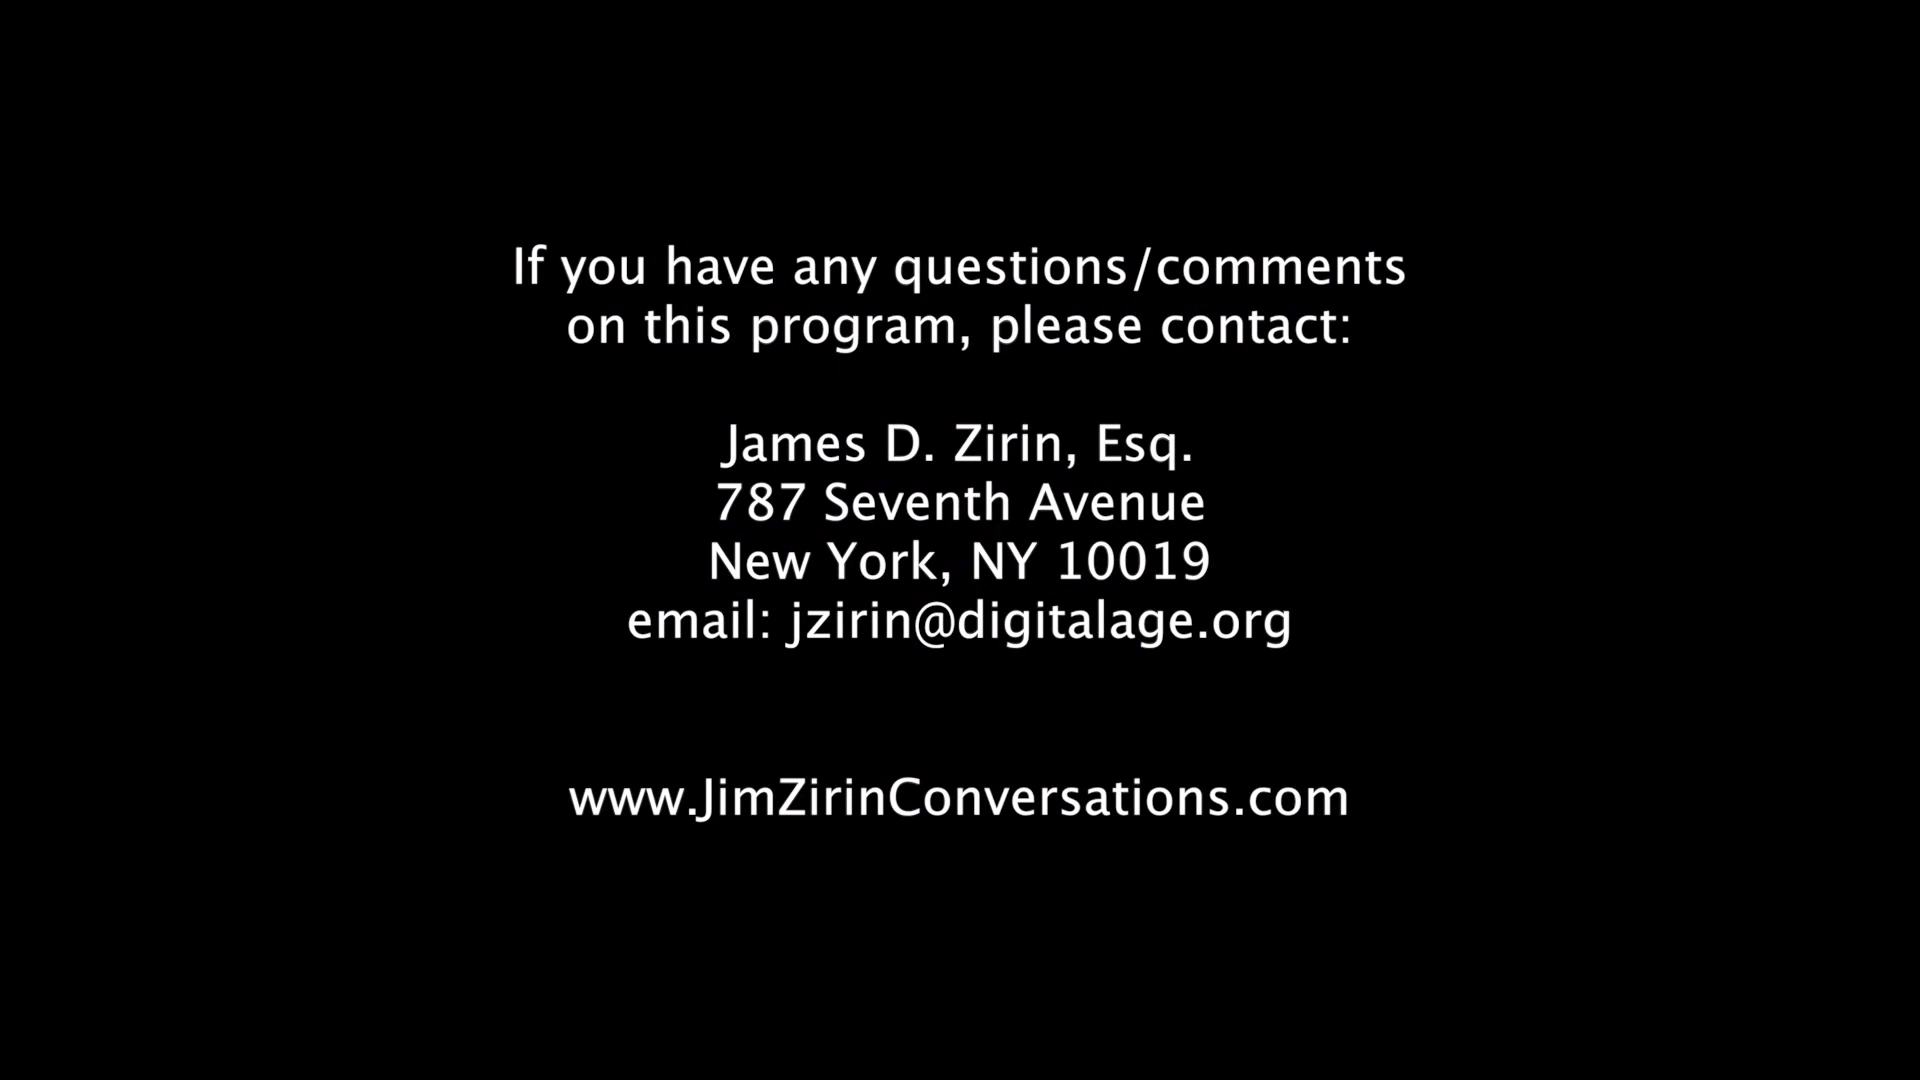 If you have any questions/comments
on this program, please contact:
James D. Zirin, Esq.
787 Seventh Avenue
New York, NY 10019
email: jzirin@digitalage.org
www.JimZirinConversations.com